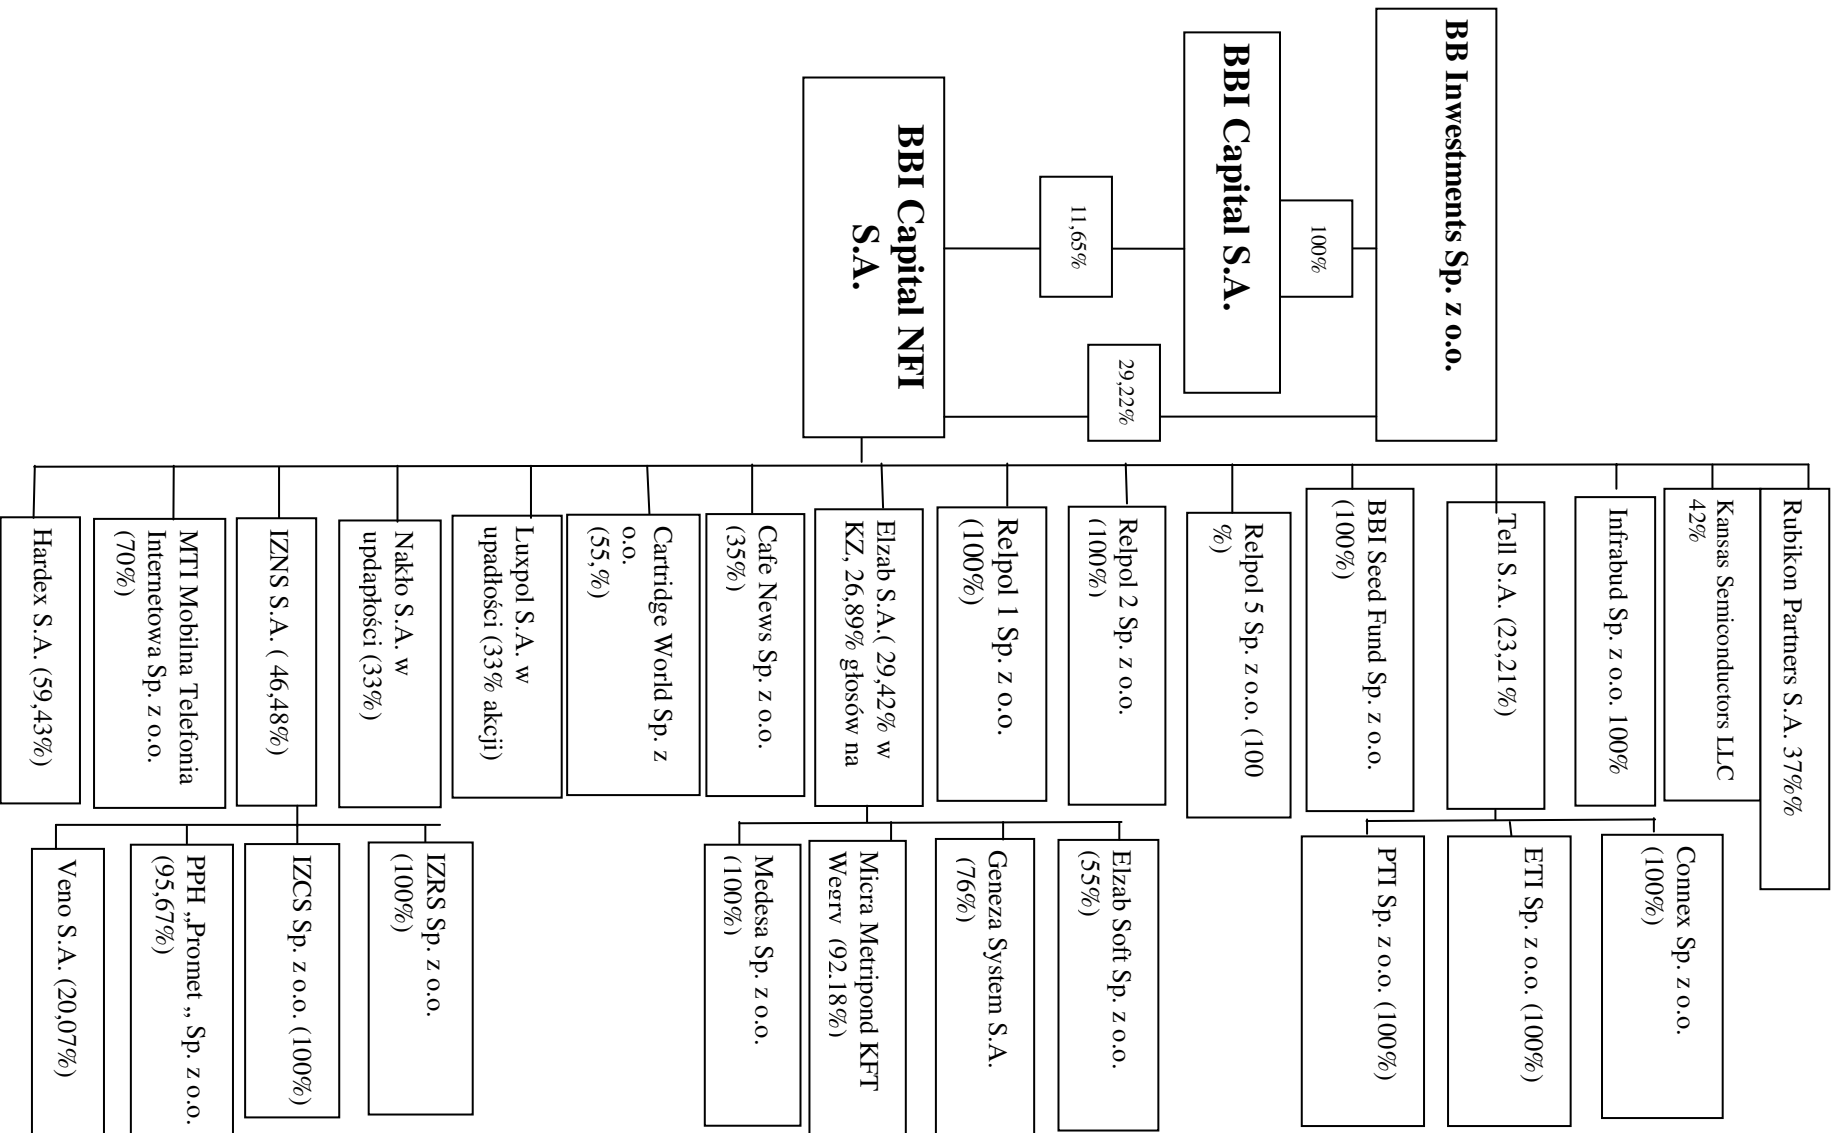 BB Inwestments Sp. z o.o.
100%
BBI Capital S.A.
29,22%
11,65%
BBI Capital NFI
S.A.
Rubikon Partners S.A. 37%%
Kansas Semiconductors LLC
42%
Infrabud Sp. z o.o. 100%
Tell S.A. (23,21%)
BBI Seed Fund Sp. z o.o.
(100%)
Relpol 5 Sp. z o.o. (100
%)
Relpol 2 Sp. z o.o.
(100%)
Relpol 1 Sp. z o.o.
(100%)
Elzab S.A.( 29,42% w
KZ, 26,89% głosów na
Cafe News Sp. z o.o.
(35%)
Cartridge World Sp. z
o.o.
(55,%)
Luxpol S.A. w
upadłości (33% akcji)
Nakło S.A. w
updapłości (33%)
IZNS S.A. ( 46,48%)
MTI Mobilna Telefonia
Internetowa Sp. z o.o.
(70%)
Hardex S.A. (59,43%)
Connex Sp. z o.o.
(100%)
ETI Sp. z o.o. (100%)
PTI Sp. z o.o. (100%)
Elzab Soft Sp. z o.o.
(55%)
Geneza System S.A.
(76%)
Micra Metripond KFT
Węgry (92.18%)
Medesa Sp. z o.o.
(100%)
IZRS Sp. z o.o.
(100%)
IZCS Sp. z o.o. (100%)
PPH „Promet „ Sp. z o.o.
(95,67%)
Veno S.A. (20,07%)